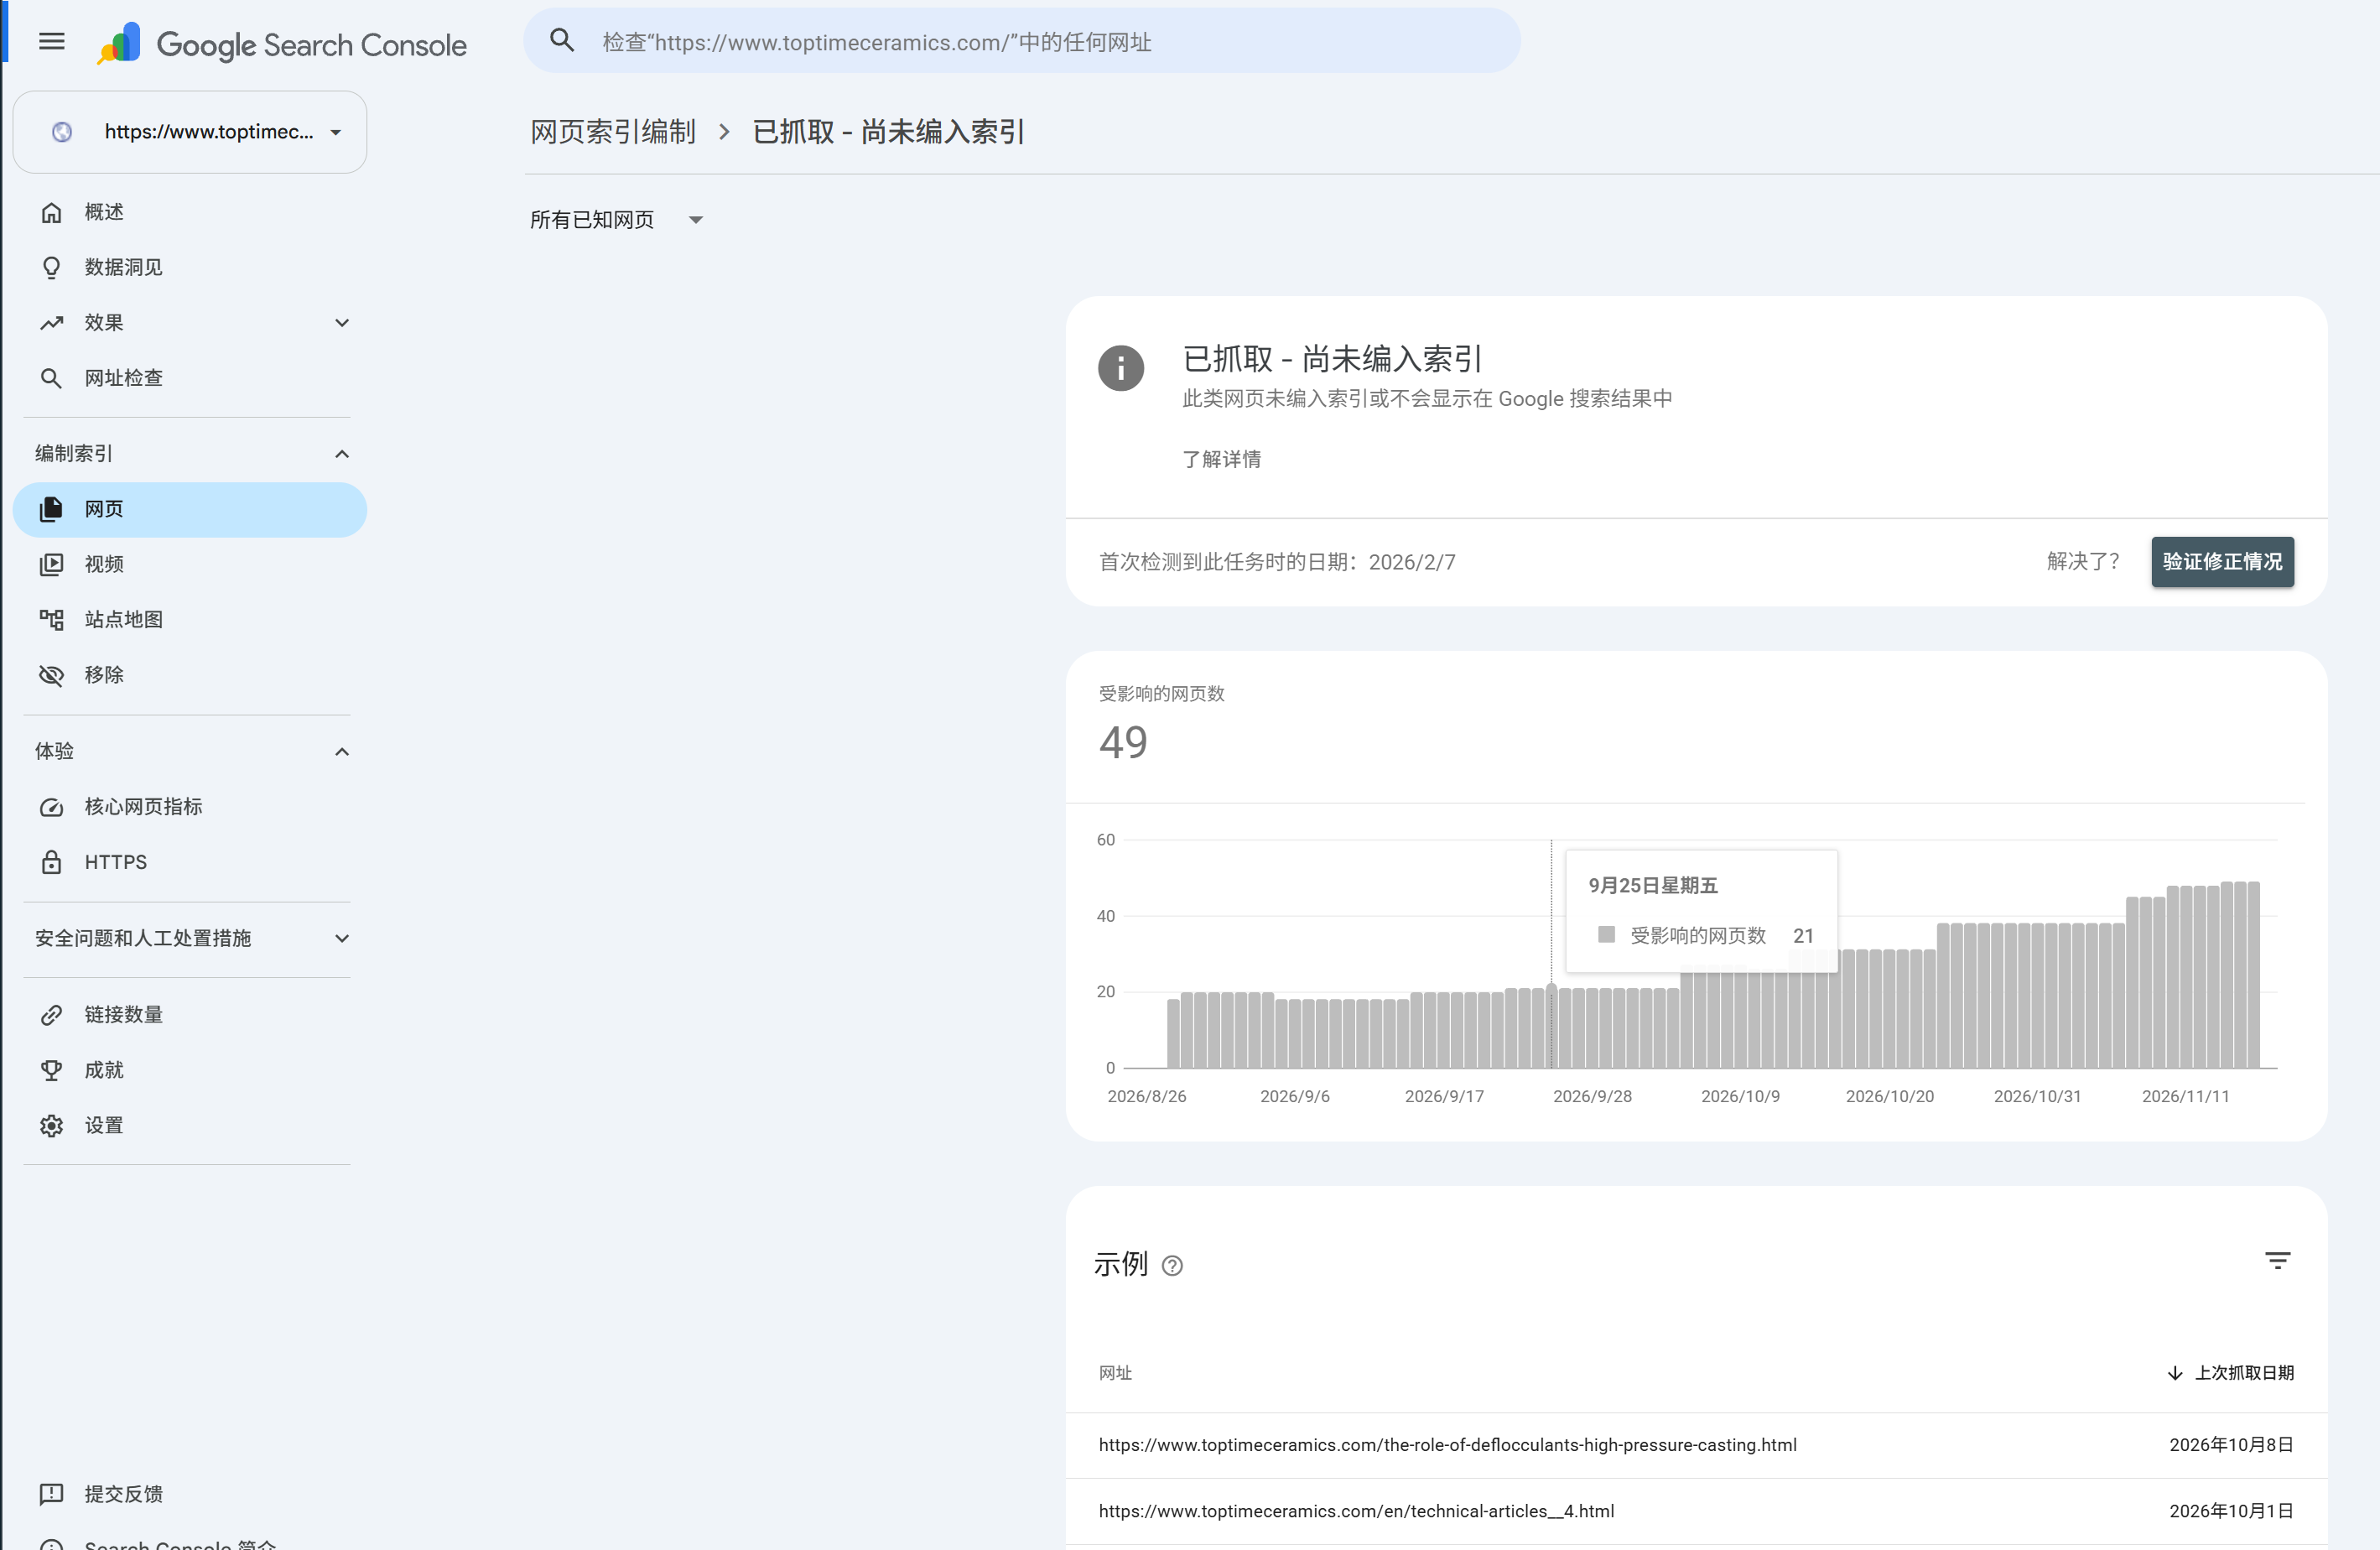 Google Search Console
检查“https://www.toptimeceramics.com/”中的任何网址
https://www.toptimec...
概述
数据洞见
效果
网址检查
编制索引
网页
视频
站点地图
移除
体验
核心网页指标
HTTPS
安全问题和人工处置措施
链接数量
成就
设置
提交反馈
Search Console 简介
网页索引编制 > 已抓取 - 尚未编入索引
所有已知网页
已抓取 - 尚未编入索引
此类网页未编入索引或不会显示在 Google 搜索结果中
了解详情
首次检测到此任务时的日期：2026/2/7
解决了？
验证修正情况
受影响的网页数
49
60
40
20
0
9月25日星期五
受影响的网页数 21
2026/8/26 2026/9/6 2026/9/17 2026/9/28 2026/10/9 2026/10/20 2026/10/31 2026/11/11
示例
网址 上次抓取日期
https://www.toptimeceramics.com/the-role-of-deflocculants-high-pressure-casting.html 2026年10月8日
https://www.toptimeceramics.com/en/technical-articles__4.html 2026年10月1日